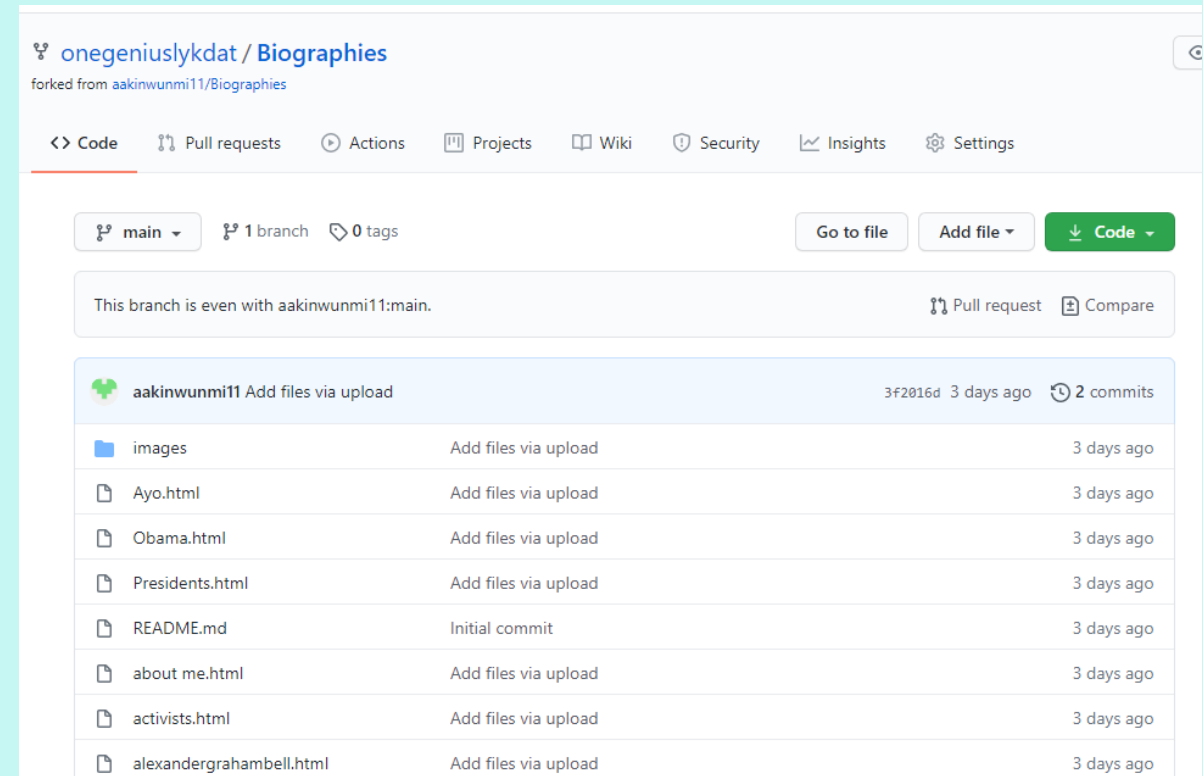 onegeniuslykdat / Biographies
forked from aakinwunmi11/Biographies
Code Pull requests Actions Projects Wiki Security Insights Settings
main 1 branch 0 tags Go to file Add file Code
This branch is even with aakinwunmi11:main. Pull request Compare
aakinwunmi11 Add files via upload 3f2016d 3 days ago 2 commits
images Add files via upload 3 days ago
Ayo.html Add files via upload 3 days ago
Obama.html Add files via upload 3 days ago
Presidents.html Add files via upload 3 days ago
README.md Initial commit 3 days ago
about me.html Add files via upload 3 days ago
activists.html Add files via upload 3 days ago
alexandergrahambell.html Add files via upload 3 days ago